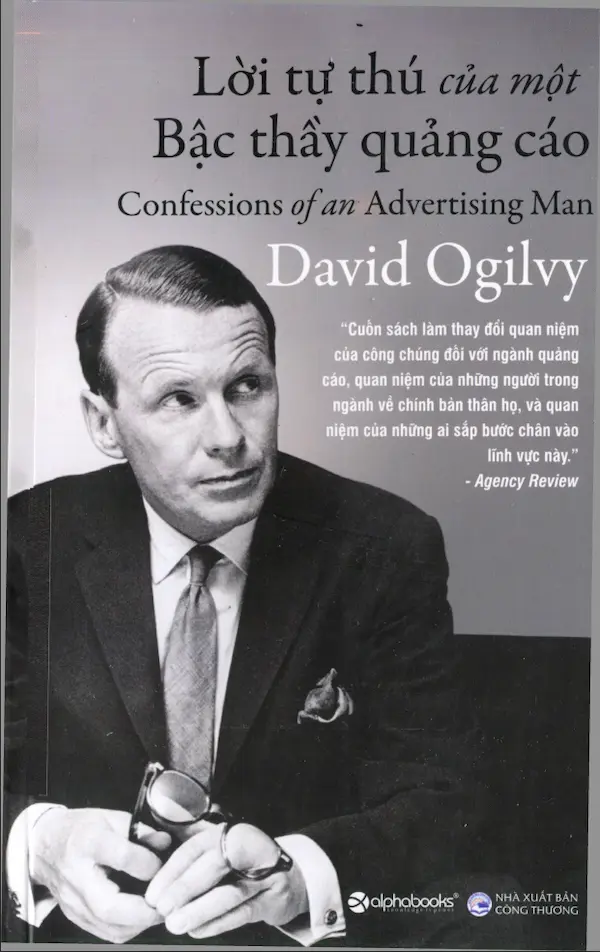 Lời tự thú của một
Bậc thầy quảng cáo
Confessions of an Advertising Man
David Ogilvy
“Cuốn sách làm thay đổi quan niệm
của công chúng đối với ngành quảng
cáo, quan niệm của những người trong
ngành về chính bản thân họ, và quan
niệm của những ai sắp bước chân vào
lĩnh vực này.”
- Agency Review
alphabooks®
knowledge is power
NHÀ XUẤT BẢN
CÔNG THƯƠNG